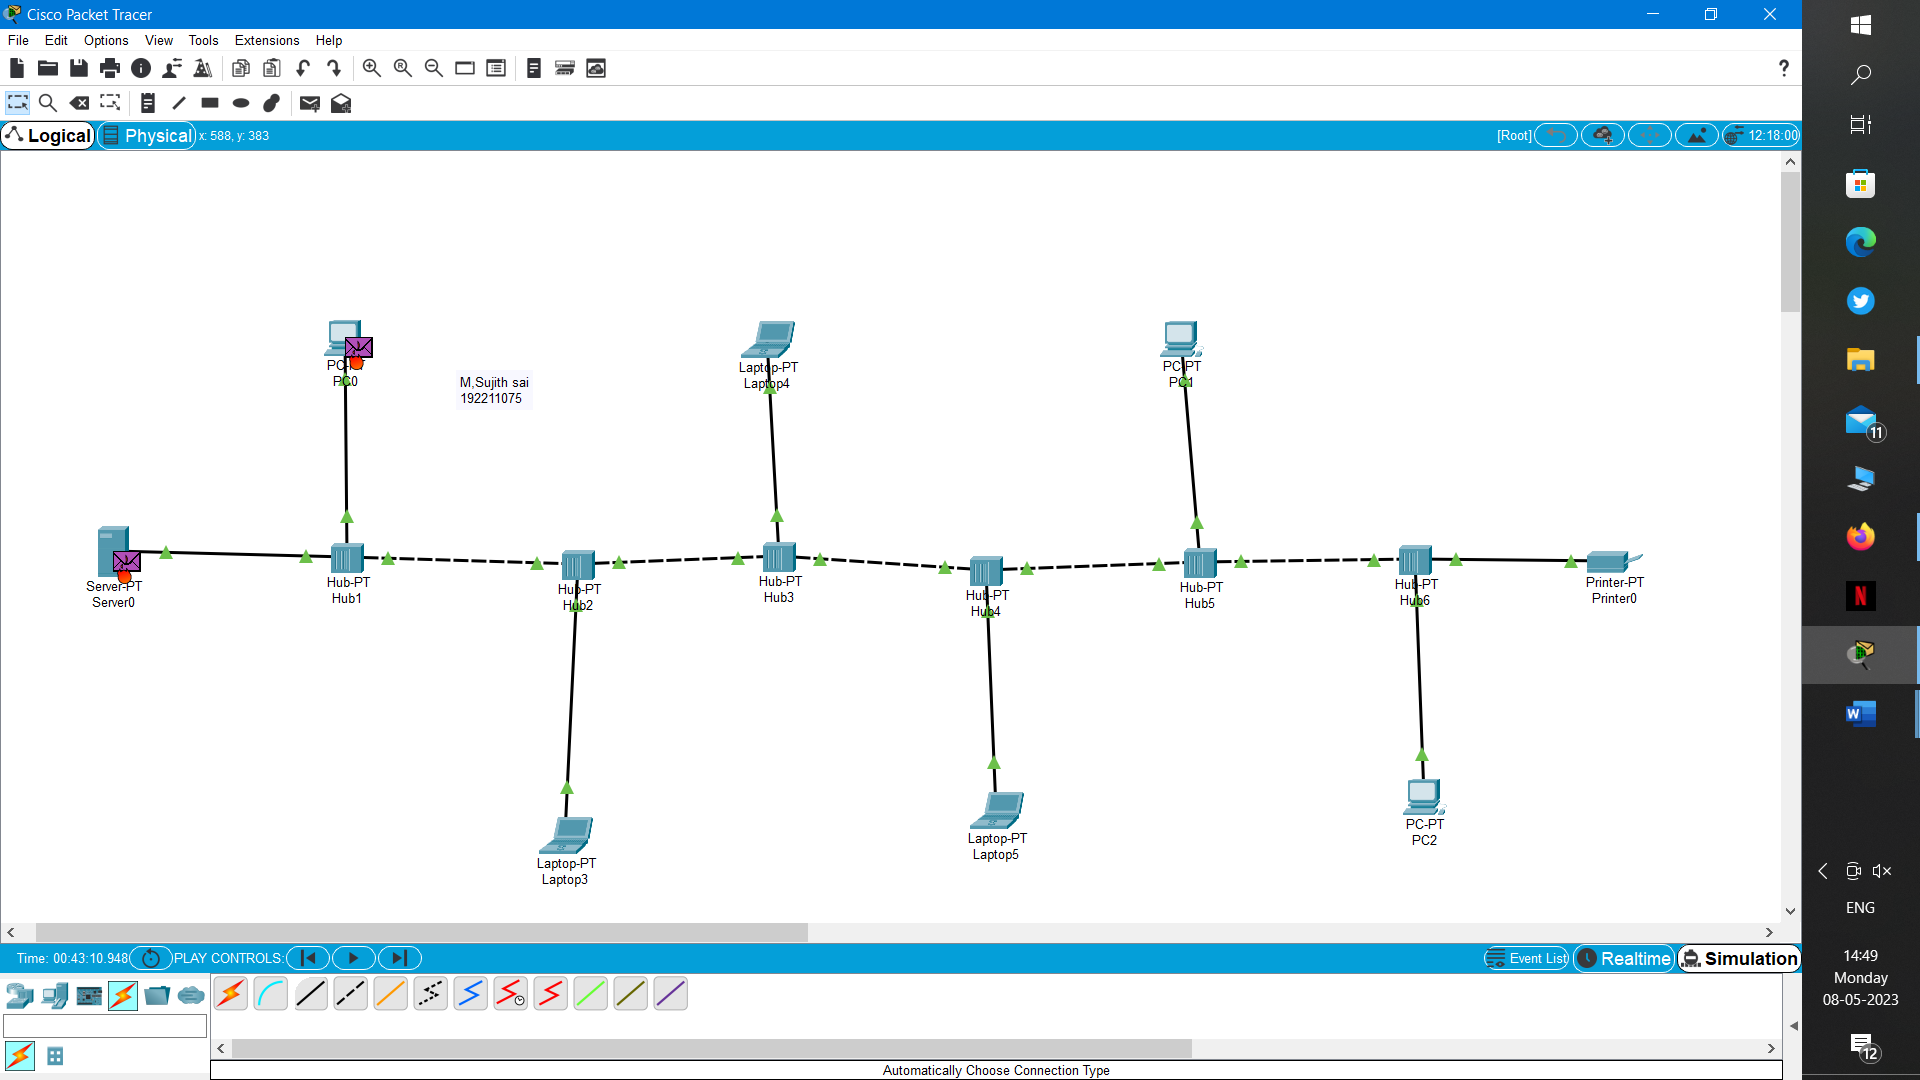 Cisco Packet Tracer
File Edit Options View Tools Extensions Help
?
Logical Physical x: 588, y: 383 [Root] 12:18:00
PC0
M,Sujith sai
192211075
Laptop-PT
Laptop4
PC-PT
PC1
Server-PT
Server0
Hub-PT
Hub1
Hub-PT
Hub2
Hub-PT
Hub3
Hub-PT
Hub4
Hub-PT
Hub5
Hub-PT
Hub6
Printer-PT
Printer0
Laptop-PT
Laptop3
Laptop-PT
Laptop5
PC-PT
PC2
Time: 00:43:10.948 PLAY CONTROLS: Event List Realtime Simulation
Automatically Choose Connection Type
11
N
W
ENG
14:49
Monday
08-05-2023
12